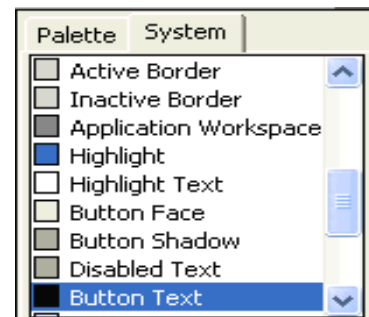 Palette System
Active Border
Inactive Border
Application Workspace
Highlight
Highlight Text
Button Face
Button Shadow
Disabled Text
Button Text